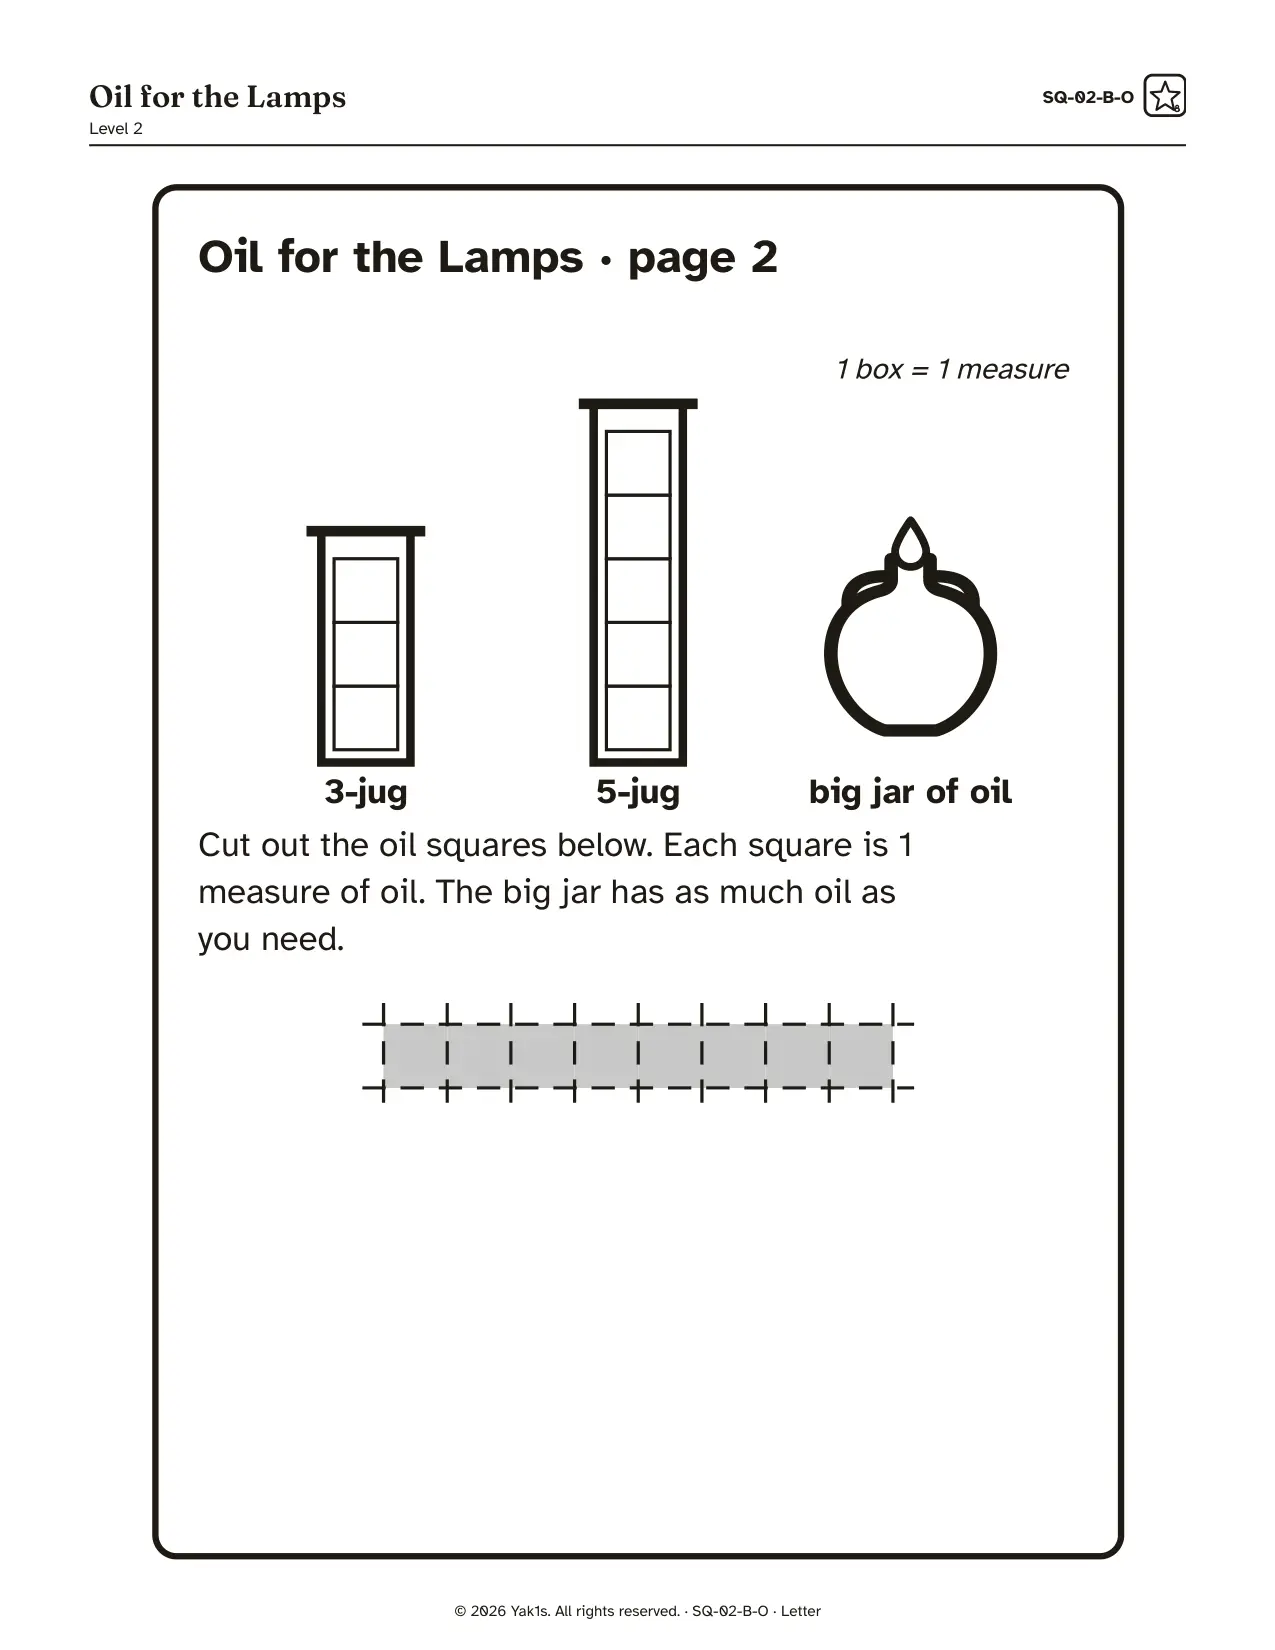 Oil for the Lamps
Level 2
SQ-02-B-O
Oil for the Lamps · page 2
1 box = 1 measure
3-jug
5-jug
big jar of oil
Cut out the oil squares below. Each square is 1
measure of oil. The big jar has as much oil as
you need.
© 2026 Yak1s. All rights reserved. · SQ-02-B-O · Letter